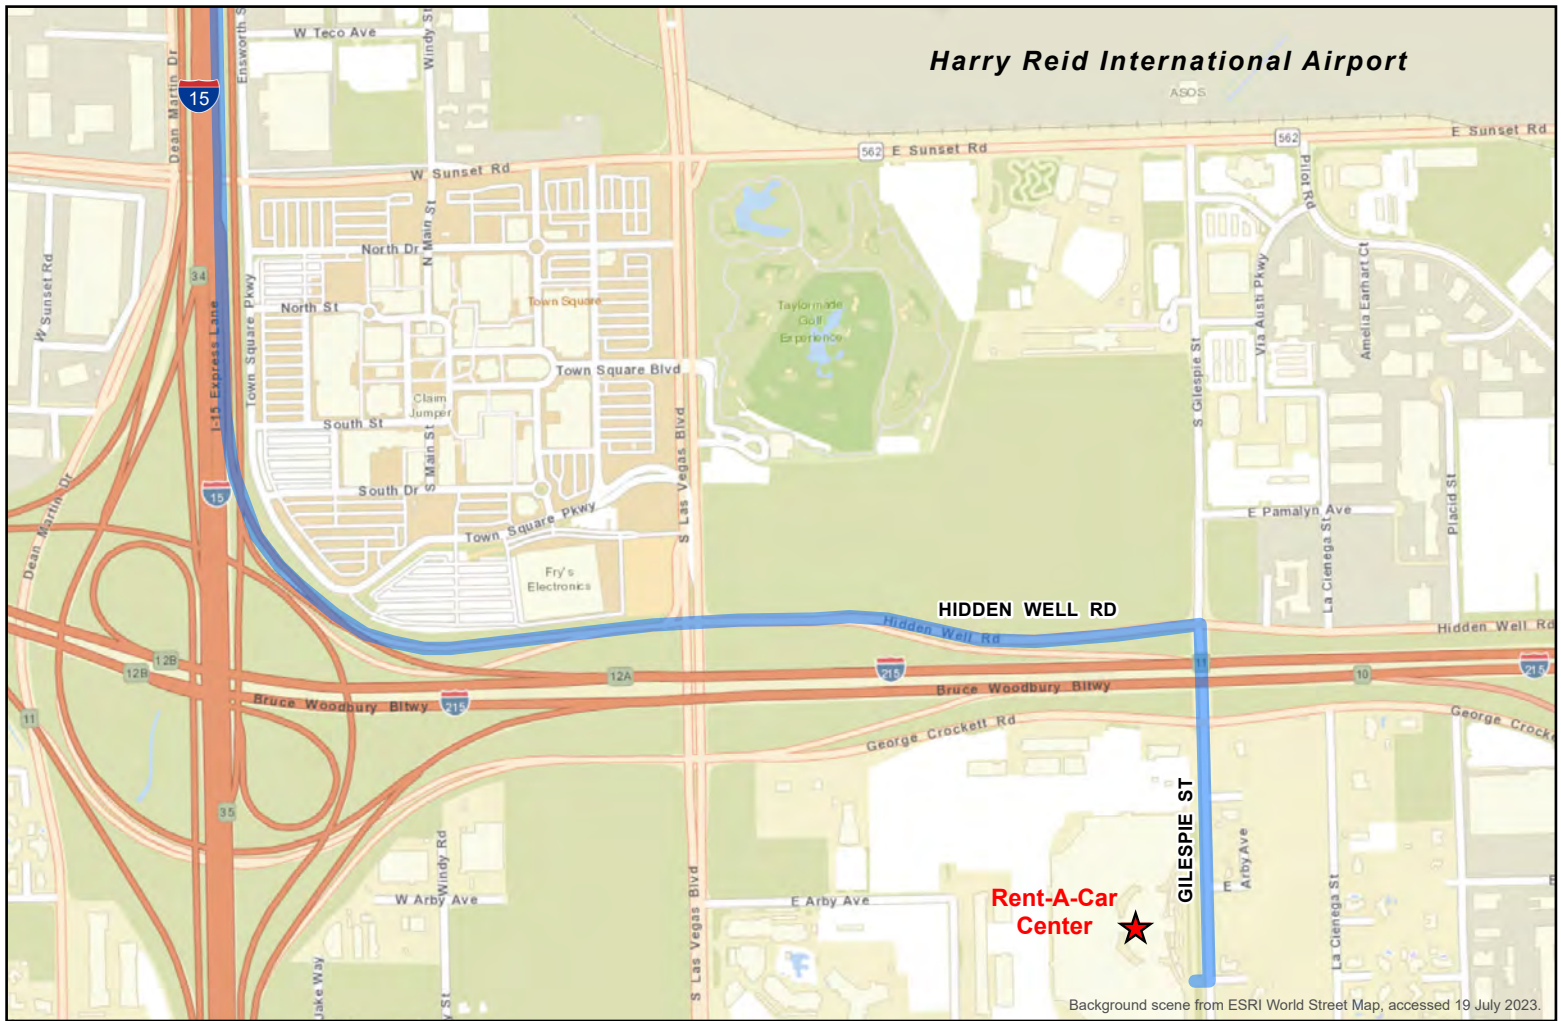 W Teco Ave
Windy St
Ensworth S
Dean Martin Dr
15
Harry Reid International Airport
ASOS
562
E Sunset Rd
562
E Sunset Rd
W Sunset Rd
Pilot Rd
W Sunset Rd
34
North Dr
N Main St
North St
Town Square
Town Square Pkwy
I-15 Express Lane
Taylormade
Golf
Experience
S Gillespie St
Via Austi Pkwy
Amelia Earhart Ct
Town Square Blvd
Claim
Jumper
South St
S Main St
South Dr
15
Town Square Pkwy
S Las Vegas Blvd
Dean Martin Dr
Placid St
E Pamalyn Ave
La Cienega St
Fry's
Electronics
HIDDEN WELL RD
Hidden Well Rd
Hidden Well Rd
12B
12B
12A
215
11
10
215
Bruce Woodbury Bltwy
215
Bruce Woodbury Bltwy
11
George Crockett Rd
George Crocke
35
GILESPIE ST
Windy Rd
W Arby Ave
S Las Vegas Blvd
E Arby Ave
Rent-A-Car
Center
E
Arby Ave
La Cienega St
E
Jake Way
y St
Background scene from ESRI World Street Map, accessed 19 July 2023.